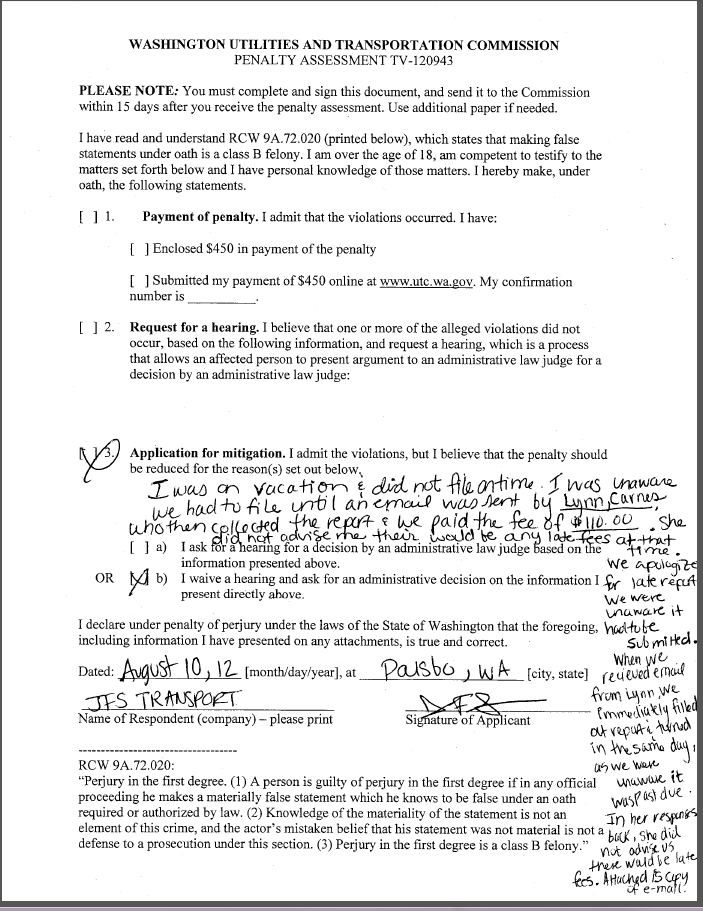 WASHINGTON UTILITIES AND TRANSPORTATION COMMISSION
PENALTY ASSESSMENT TV-120943
PLEASE NOTE: You must complete and sign this document, and send it to the Commission
within 15 days after you receive the penalty assessment. Use additional paper if needed.
I have read and understand RCW 9A.72.020 (printed below), which states that making false
statements under oath is a class B felony. I am over the age of 18, am competent to testify to the
matters set forth below and I have personal knowledge of those matters. I hereby make, under
oath, the following statements.
[ ] 1. Payment of penalty. I admit that the violations occurred. I have:
[ ] Enclosed $450 in payment of the penalty
[ ] Submitted my payment of $450 online at www.utc.wa.gov. My confirmation
number is _________.
[ ] 2. Request for a hearing. I believe that one or more of the alleged violations did not
occur, based on the following information, and request a hearing, which is a process
that allows an affected person to present argument to an administrative law judge for a
decision by an administrative law judge:
[X] 3. Application for mitigation. I admit the violations, but I believe that the penalty should
be reduced for the reason(s) set out below.
I was on vacation & did not file on time. I was unaware
we had to file until an email was sent by Lynn Carnes,
who then collected the report & we paid the fee of $110.00. She
did not advise me their would be any late fees at that
time.
[ ] a) I ask for a hearing for a decision by an administrative law judge based on the
information presented above.
OR [X] b) I waive a hearing and ask for an administrative decision on the information I
present directly above.
We apologize
for late report
We were
unaware it
had to be
submitted.
When we
recieved email
from Lynn we
immediately filled
out report & turned
in the same day,
as we were
unaware it
was past due.
In her response
back, she did
not advise us
there would be late
fees. Attached is copy
of e-mail.
I declare under penalty of perjury under the laws of the State of Washington that the foregoing,
including information I have presented on any attachments, is true and correct.
Dated: August 10, 12 [month/day/year], at Poulsbo, WA [city, state]
JFS TRANSPORT
Name of Respondent (company) – please print
Signature of Applicant
-----------------------------------
RCW 9A.72.020:
"Perjury in the first degree. (1) A person is guilty of perjury in the first degree if in any official
proceeding he makes a materially false statement which he knows to be false under an oath
required or authorized by law. (2) Knowledge of the materiality of the statement is not an
element of this crime, and the actor's mistaken belief that his statement was not material is not a
defense to a prosecution under this section. (3) Perjury in the first degree is a class B felony."